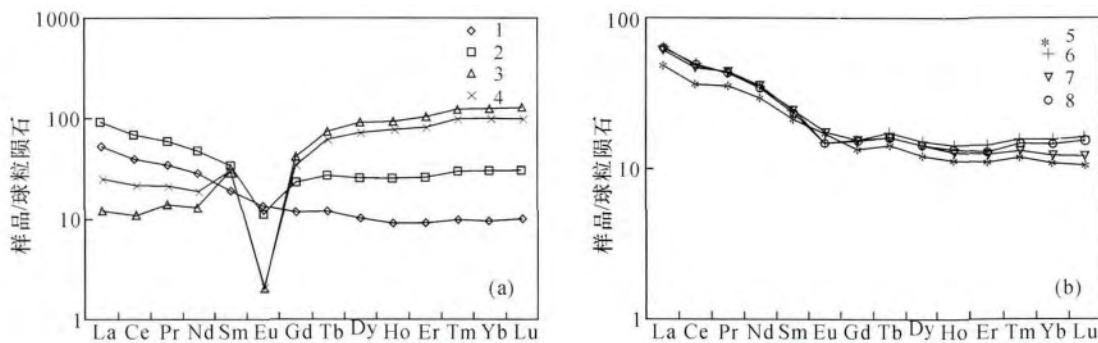 样品/球粒陨石
1000
100
10
1
1
2
3
4
(a)
La Ce Pr Nd Sm Eu Gd Tb Dy Ho Er Tm Yb Lu
样品/球粒陨石
100
10
1
5
6
7
8
(b)
La Ce Pr Nd Sm Eu Gd Tb Dy Ho Er Tm Yb Lu